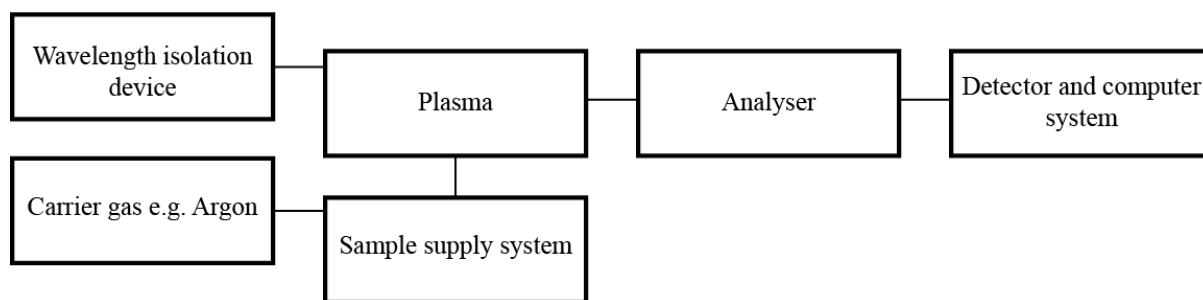 Wavelength isolation
device
Plasma
Analyser
Detector and computer
system
Carrier gas e.g. Argon
Sample supply system